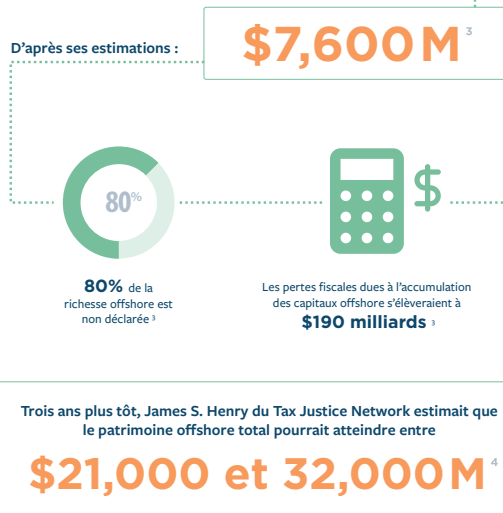 D'après ses estimations :
$7,600 M ³
80%
80% de la
richesse offshore est
non déclarée ³
$
Les pertes fiscales dues à l'accumulation
des capitaux offshore s'élèveraient à
$190 milliards ³
Trois ans plus tôt, James S. Henry du Tax Justice Network estimait que
le patrimoine offshore total pourrait atteindre entre
$21,000 et 32,000 M ⁴